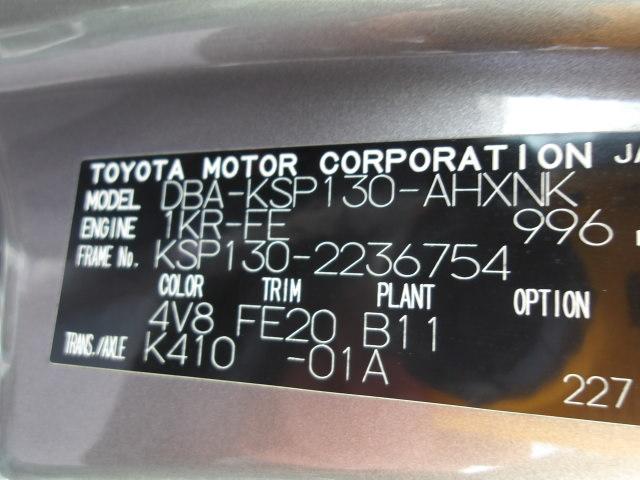 TOYOTA MOTOR CORPORATION JA
MODEL DBA-KSP130-AHXNK
ENGINE 1KR-FE 996
FRAME No. KSP130-2236754
COLOR TRIM PLANT OPTION
4V8 FE20 B11
TRANS./AXLE K410 -01A
227